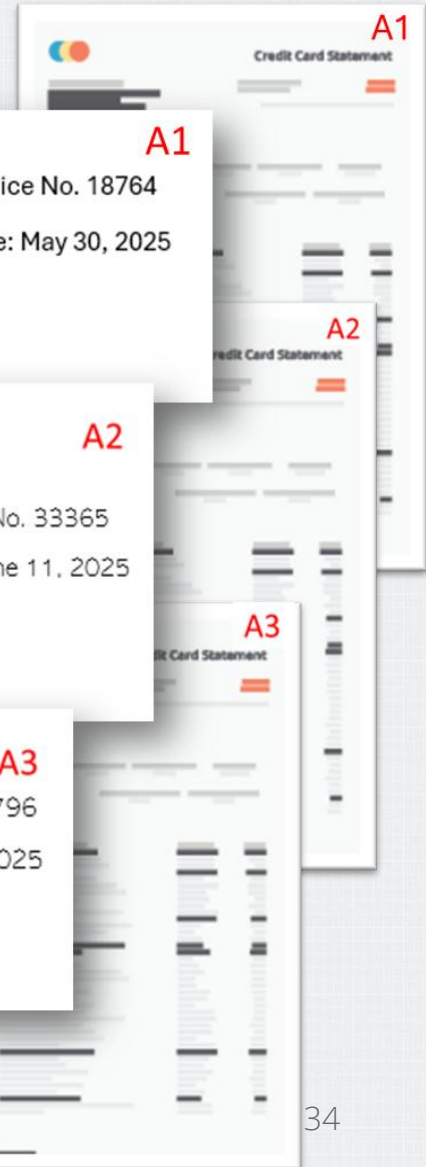 A1
Credit Card Statement
A1
ice No. 18764
e: May 30, 2025
A2
redit Card Statement
A2
No. 33365
ne 11, 2025
A3
dit Card Statement
A3
796
025
34